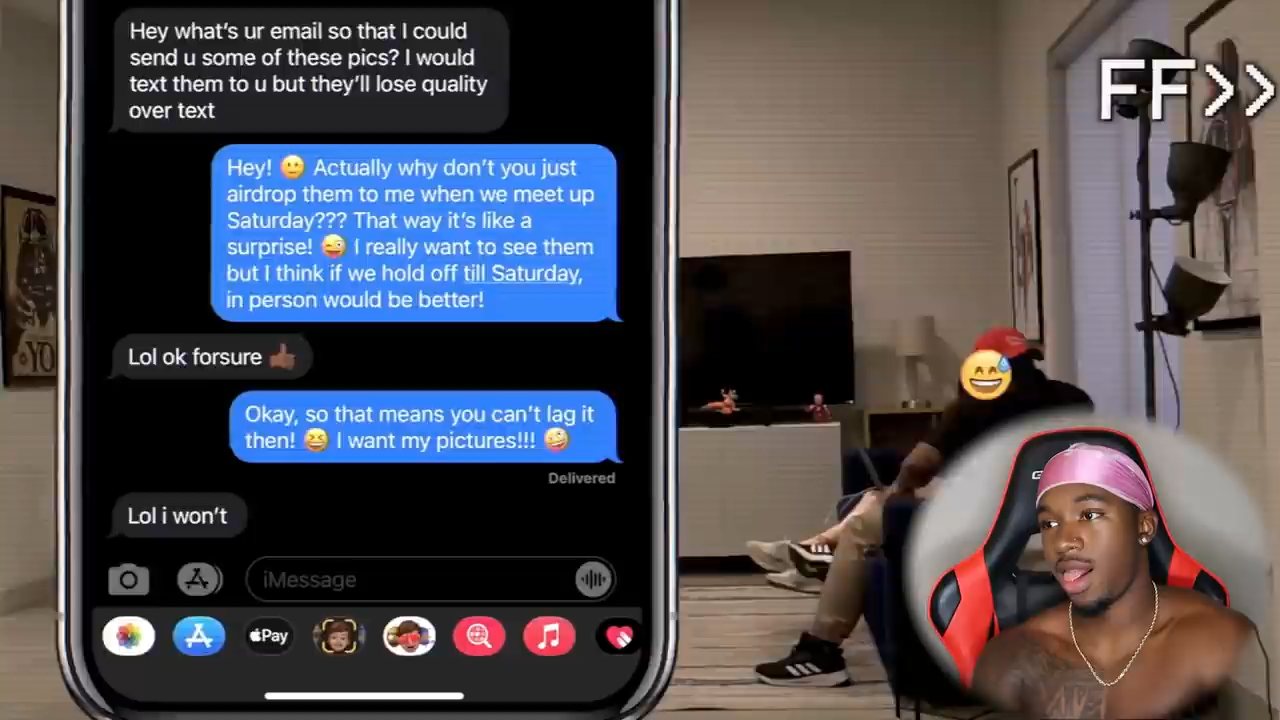 Hey what's ur email so that I could
send u some of these pics? I would
text them to u but they'll lose quality
over text
FF>>
Hey! 🙂 Actually why don't you just
airdrop them to me when we meet up
Saturday??? That way it's like a
surprise! 😜 I really want to see them
but I think if we hold off till Saturday,
in person would be better!
Lol ok forsure 👍🏾
Okay, so that means you can't lag it
then! 😆 I want my pictures!!! 🤪
Delivered
Lol i won't
iMessage
Pay
YO